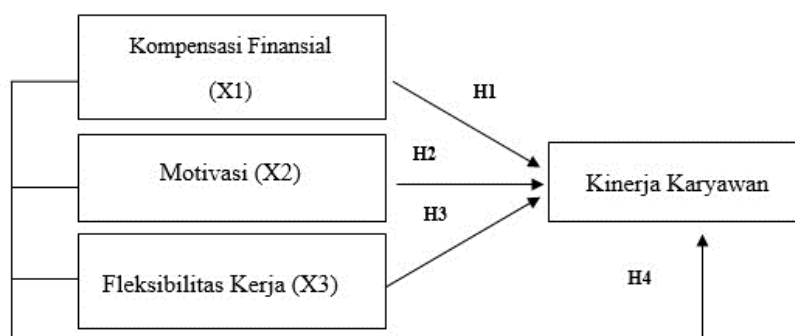 Kompensasi Finansial
(X1)
H1
H2
Motivasi (X2)
Kinerja Karyawan
H3
Fleksibilitas Kerja (X3)
H4